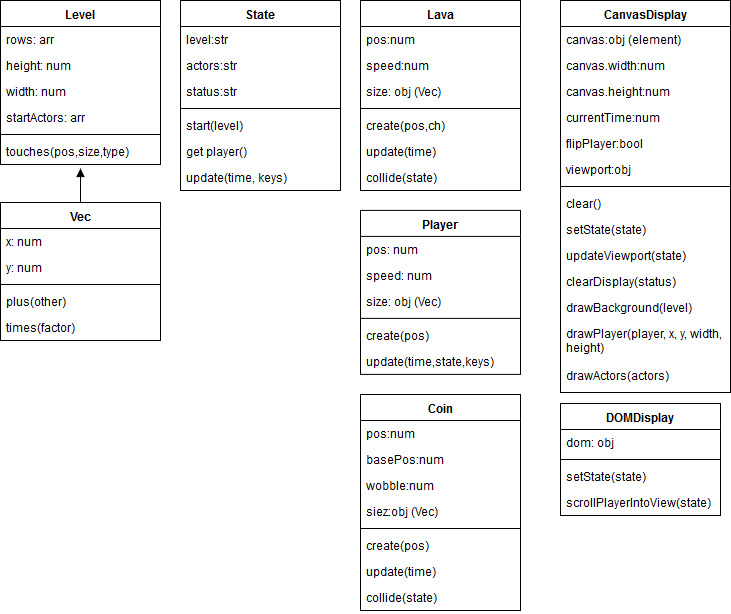 Level
rows: arr
height: num
width: num
startActors: arr
touches(pos,size,type)
Vec
x: num
y: num
plus(other)
times(factor)
State
level:str
actors:str
status:str
start(level)
get player()
update(time, keys)
Lava
pos:num
speed:num
size: obj (Vec)
create(pos,ch)
update(time)
collide(state)
Player
pos: num
speed: num
size: obj (Vec)
create(pos)
update(time,state,keys)
Coin
pos:num
basePos:num
wobble:num
siez:obj (Vec)
create(pos)
update(time)
collide(state)
CanvasDisplay
canvas:obj (element)
canvas.width:num
canvas.height:num
currentTime:num
flipPlayer:bool
viewport:obj
clear()
setState(state)
updateViewport(state)
clearDisplay(status)
drawBackground(level)
drawPlayer(player, x, y, width,
height)
drawActors(actors)
DOMDisplay
dom: obj
setState(state)
scrollPlayerIntoView(state)